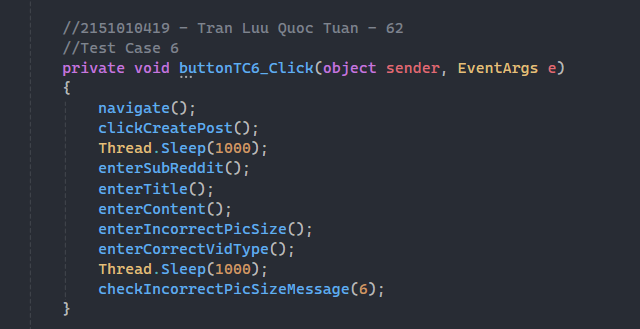 //2151010419 - Tran Luu Quoc Tuan - 62
//Test Case 6
private void buttonTC6_Click(object sender, EventArgs e)
{
navigate();
clickCreatePost();
Thread.Sleep(1000);
enterSubReddit();
enterTitle();
enterContent();
enterIncorrectPicSize();
enterCorrectVidType();
Thread.Sleep(1000);
checkIncorrectPicSizeMessage(6);
}